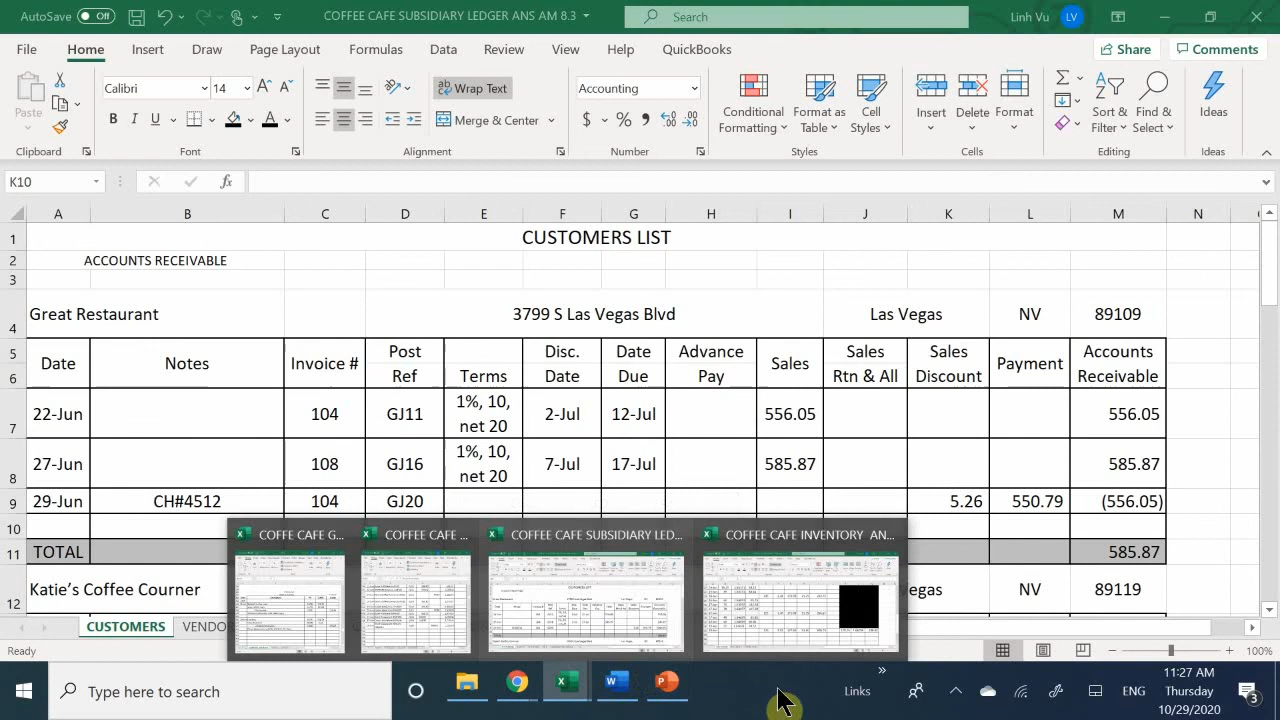 AutoSave Off COFFEE CAFE SUBSIDIARY LEDGER ANS AM 8.3 Search Linh Vu LV
File Home Insert Draw Page Layout Formulas Data Review View Help QuickBooks Share Comments
Paste Calibri 14 Wrap Text Accounting Conditional Formatting Format as Table Cell Styles Insert Delete Format Sort & Filter Find & Select Ideas
B I U A Merge & Center $ %
Clipboard Font Alignment Number Styles Cells Editing Ideas
K10 fx
A B C D E F G H I J K L M N
1 CUSTOMERS LIST
2 ACCOUNTS RECEIVABLE
3
4 Great Restaurant 3799 S Las Vegas Blvd Las Vegas NV 89109
5 Date Notes Invoice # Post Disc. Date Advance Sales Sales Sales Payment Accounts
6 Ref Terms Date Due Pay Rtn & All Discount Receivable
7 22-Jun 104 GJ11 1%, 10, net 20 2-Jul 12-Jul 556.05 556.05
8 27-Jun 108 GJ16 1%, 10, net 20 7-Jul 17-Jul 585.87 585.87
9 29-Jun CH#4512 104 GJ20 5.26 550.79 (556.05)
10
11 TOTAL 585.87
12 Katie's Coffee Courner egas NV 89119
COFFE CAFE G... COFFEE CAFE ... COFFEE CAFE SUBSIDIARY LED... COFFEE CAFE INVENTORY AN...
CUSTOMERS VENDO
Ready 100%
Type here to search Links ENG 11:27 AM
Thursday
10/29/2020 3